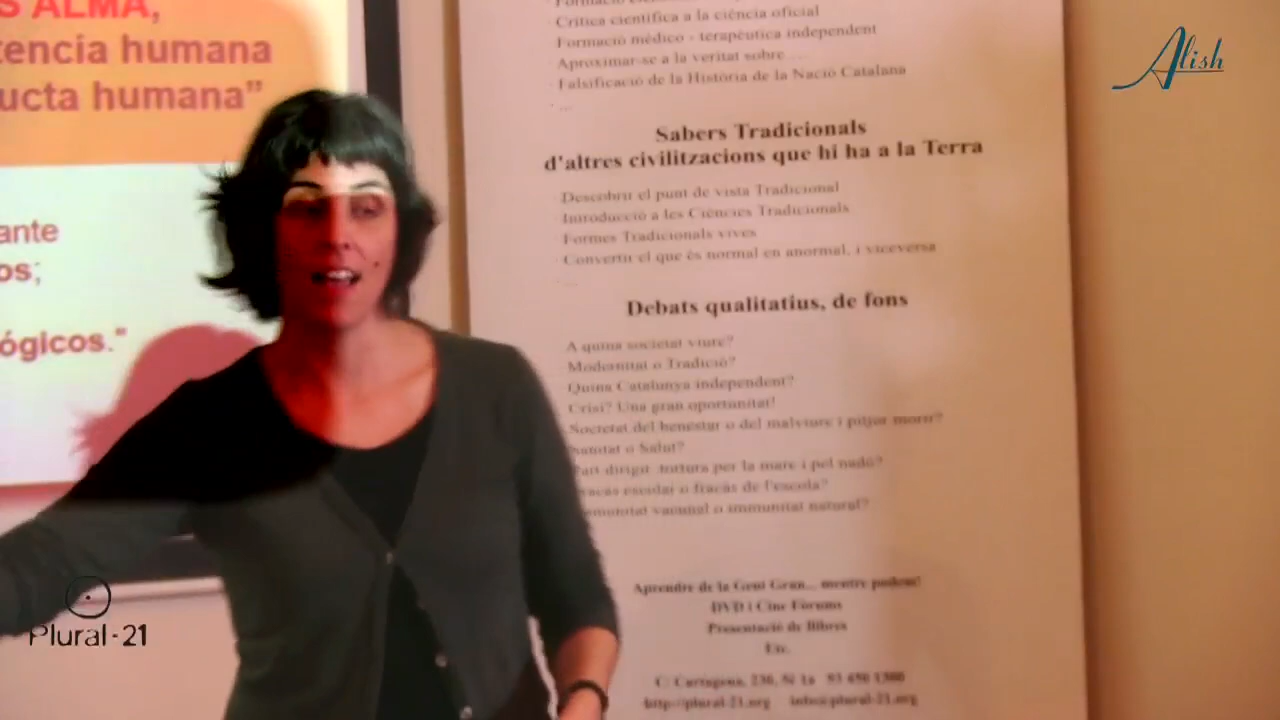 S ALMA,
tencia humana
ucta humana”
ante
os;
ógicos."
· Crítica científica a la ciència oficial
Formació médico - terapèutica independent
· Aproximar-se a la veritat sobre ....
· Falsificació de la Història de la Nació Catalana
· ...
Sabers Tradicionals
d'altres civilitzacions que hi ha a la Terra
· Descobrir el punt de vista Tradicional
· Introducció a les Ciències Tradicionals
· Formes Tradicionals vives
· Convertir el que és normal en anormal, i viceversa
Debats qualitatius, de fons
A quina societat viure?
Modernitat o Tradició?
Quina Catalunya independent?
Crisi? Una gran oportunitat!
Societat del benestar o del malviure i pitjor morir?
Sanitat o Salut?
Part dirigit, tortura per la mare i pel nadó?
escolar o fracàs de l'escola?
vacunal o immunitat natural?
Aprendre de la Gent Gran... mentre podem!
DVD i Cine Fòrums
Presentació de llibres
Etc.
C/ Cartagena, 230, 5è 1a 93 450 1300
http://plural-21.org info@plural-21.org
Alish
Plural-21